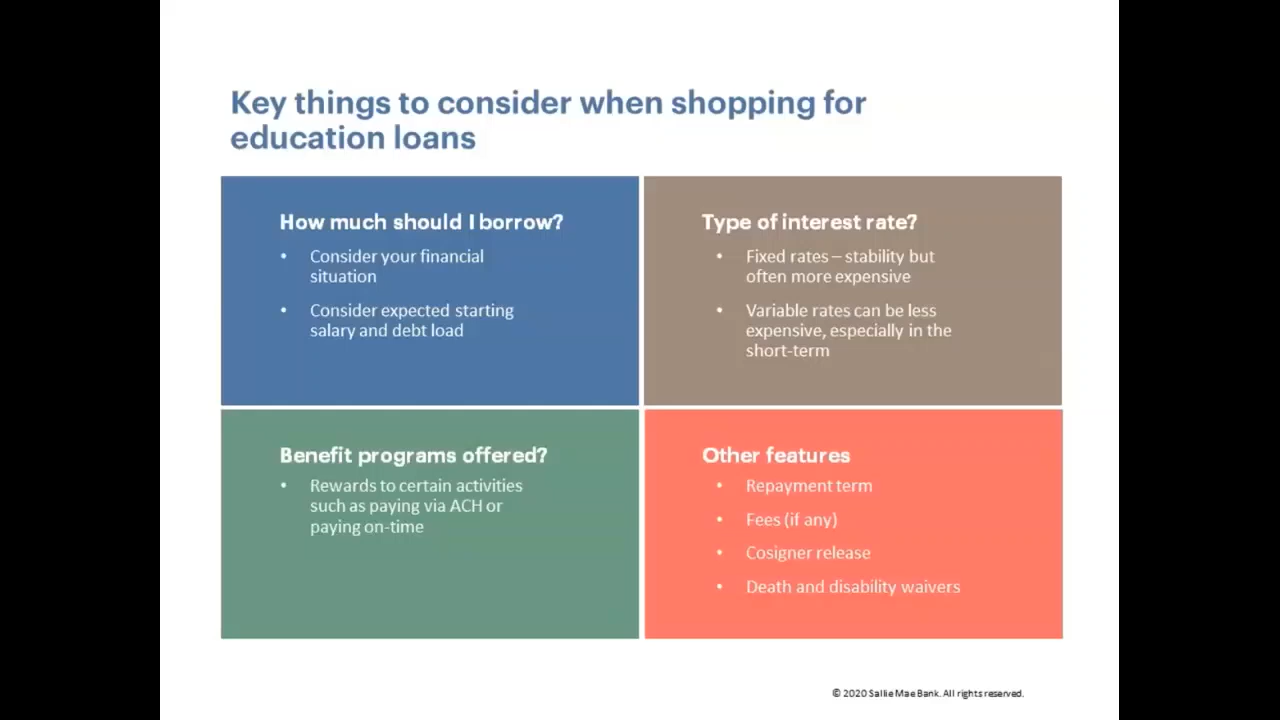 Key things to consider when shopping for
education loans
How much should I borrow?
• Consider your financial
situation
• Consider expected starting
salary and debt load
Type of interest rate?
• Fixed rates – stability but
often more expensive
• Variable rates can be less
expensive, especially in the
short-term
Benefit programs offered?
• Rewards to certain activities
such as paying via ACH or
paying on-time
Other features
• Repayment term
• Fees (if any)
• Cosigner release
• Death and disability waivers
© 2020 Sallie Mae Bank. All rights reserved.